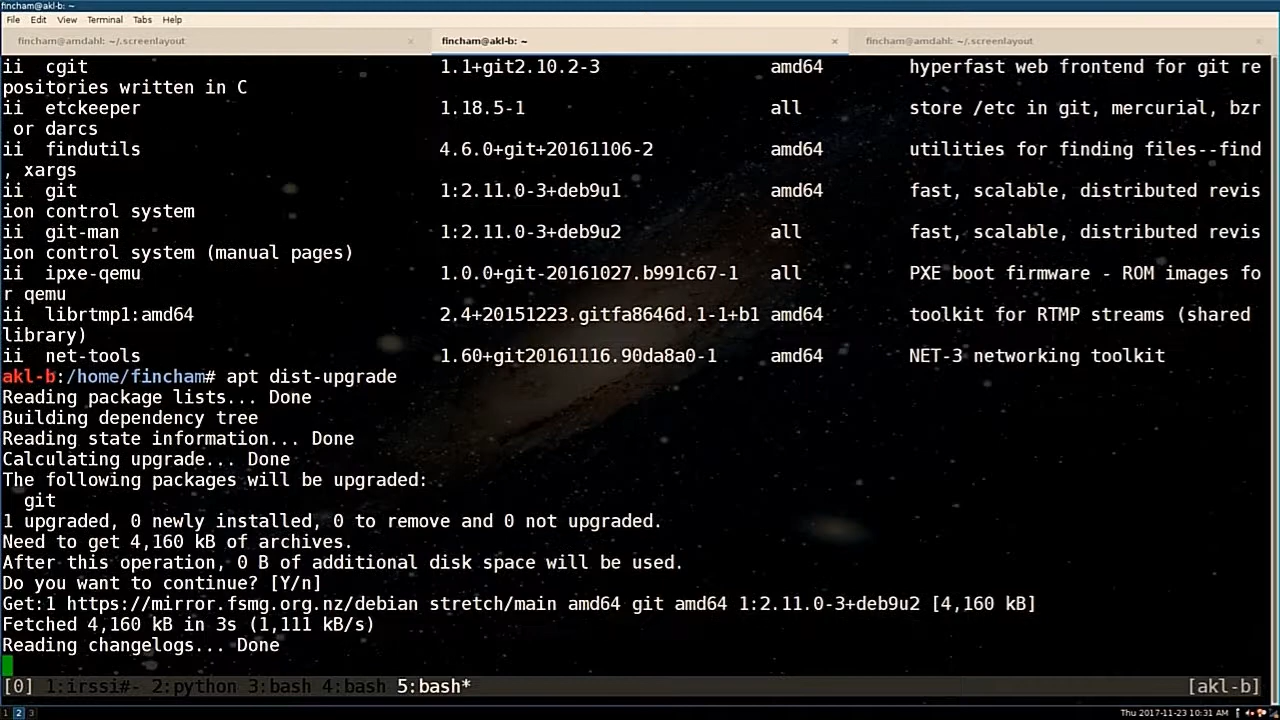 fincham@akl-b: ~
File Edit View Terminal Tabs Help
fincham@amdahl: ~/.screenlayout × fincham@akl-b: ~ × fincham@amdahl: ~/.screenlayout ×
ii  cgit 1.1+git2.10.2-3 amd64 hyperfast web frontend for git re
positories written in C
ii  etckeeper 1.18.5-1 all store /etc in git, mercurial, bzr
 or darcs
ii  findutils 4.6.0+git+20161106-2 amd64 utilities for finding files--find
, xargs
ii  git 1:2.11.0-3+deb9u1 amd64 fast, scalable, distributed revis
ion control system
ii  git-man 1:2.11.0-3+deb9u2 all fast, scalable, distributed revis
ion control system (manual pages)
ii  ipxe-qemu 1.0.0+git-20161027.b991c67-1 all PXE boot firmware - ROM images fo
r qemu
ii  librtmp1:amd64 2.4+20151223.gitfa8646d.1-1+b1 amd64 toolkit for RTMP streams (shared
library)
ii  net-tools 1.60+git20161116.90da8a0-1 amd64 NET-3 networking toolkit
akl-b:/home/fincham# apt dist-upgrade
Reading package lists... Done
Building dependency tree
Reading state information... Done
Calculating upgrade... Done
The following packages will be upgraded:
  git
1 upgraded, 0 newly installed, 0 to remove and 0 not upgraded.
Need to get 4,160 kB of archives.
After this operation, 0 B of additional disk space will be used.
Do you want to continue? [Y/n]
Get:1 https://mirror.fsmg.org.nz/debian stretch/main amd64 git amd64 1:2.11.0-3+deb9u2 [4,160 kB]
Fetched 4,160 kB in 3s (1,111 kB/s)
Reading changelogs... Done
[0] 1:irssi#- 2:python 3:bash 4:bash 5:bash* [akl-b]
1 2 3 Thu 2017-11-23 10:31 AM